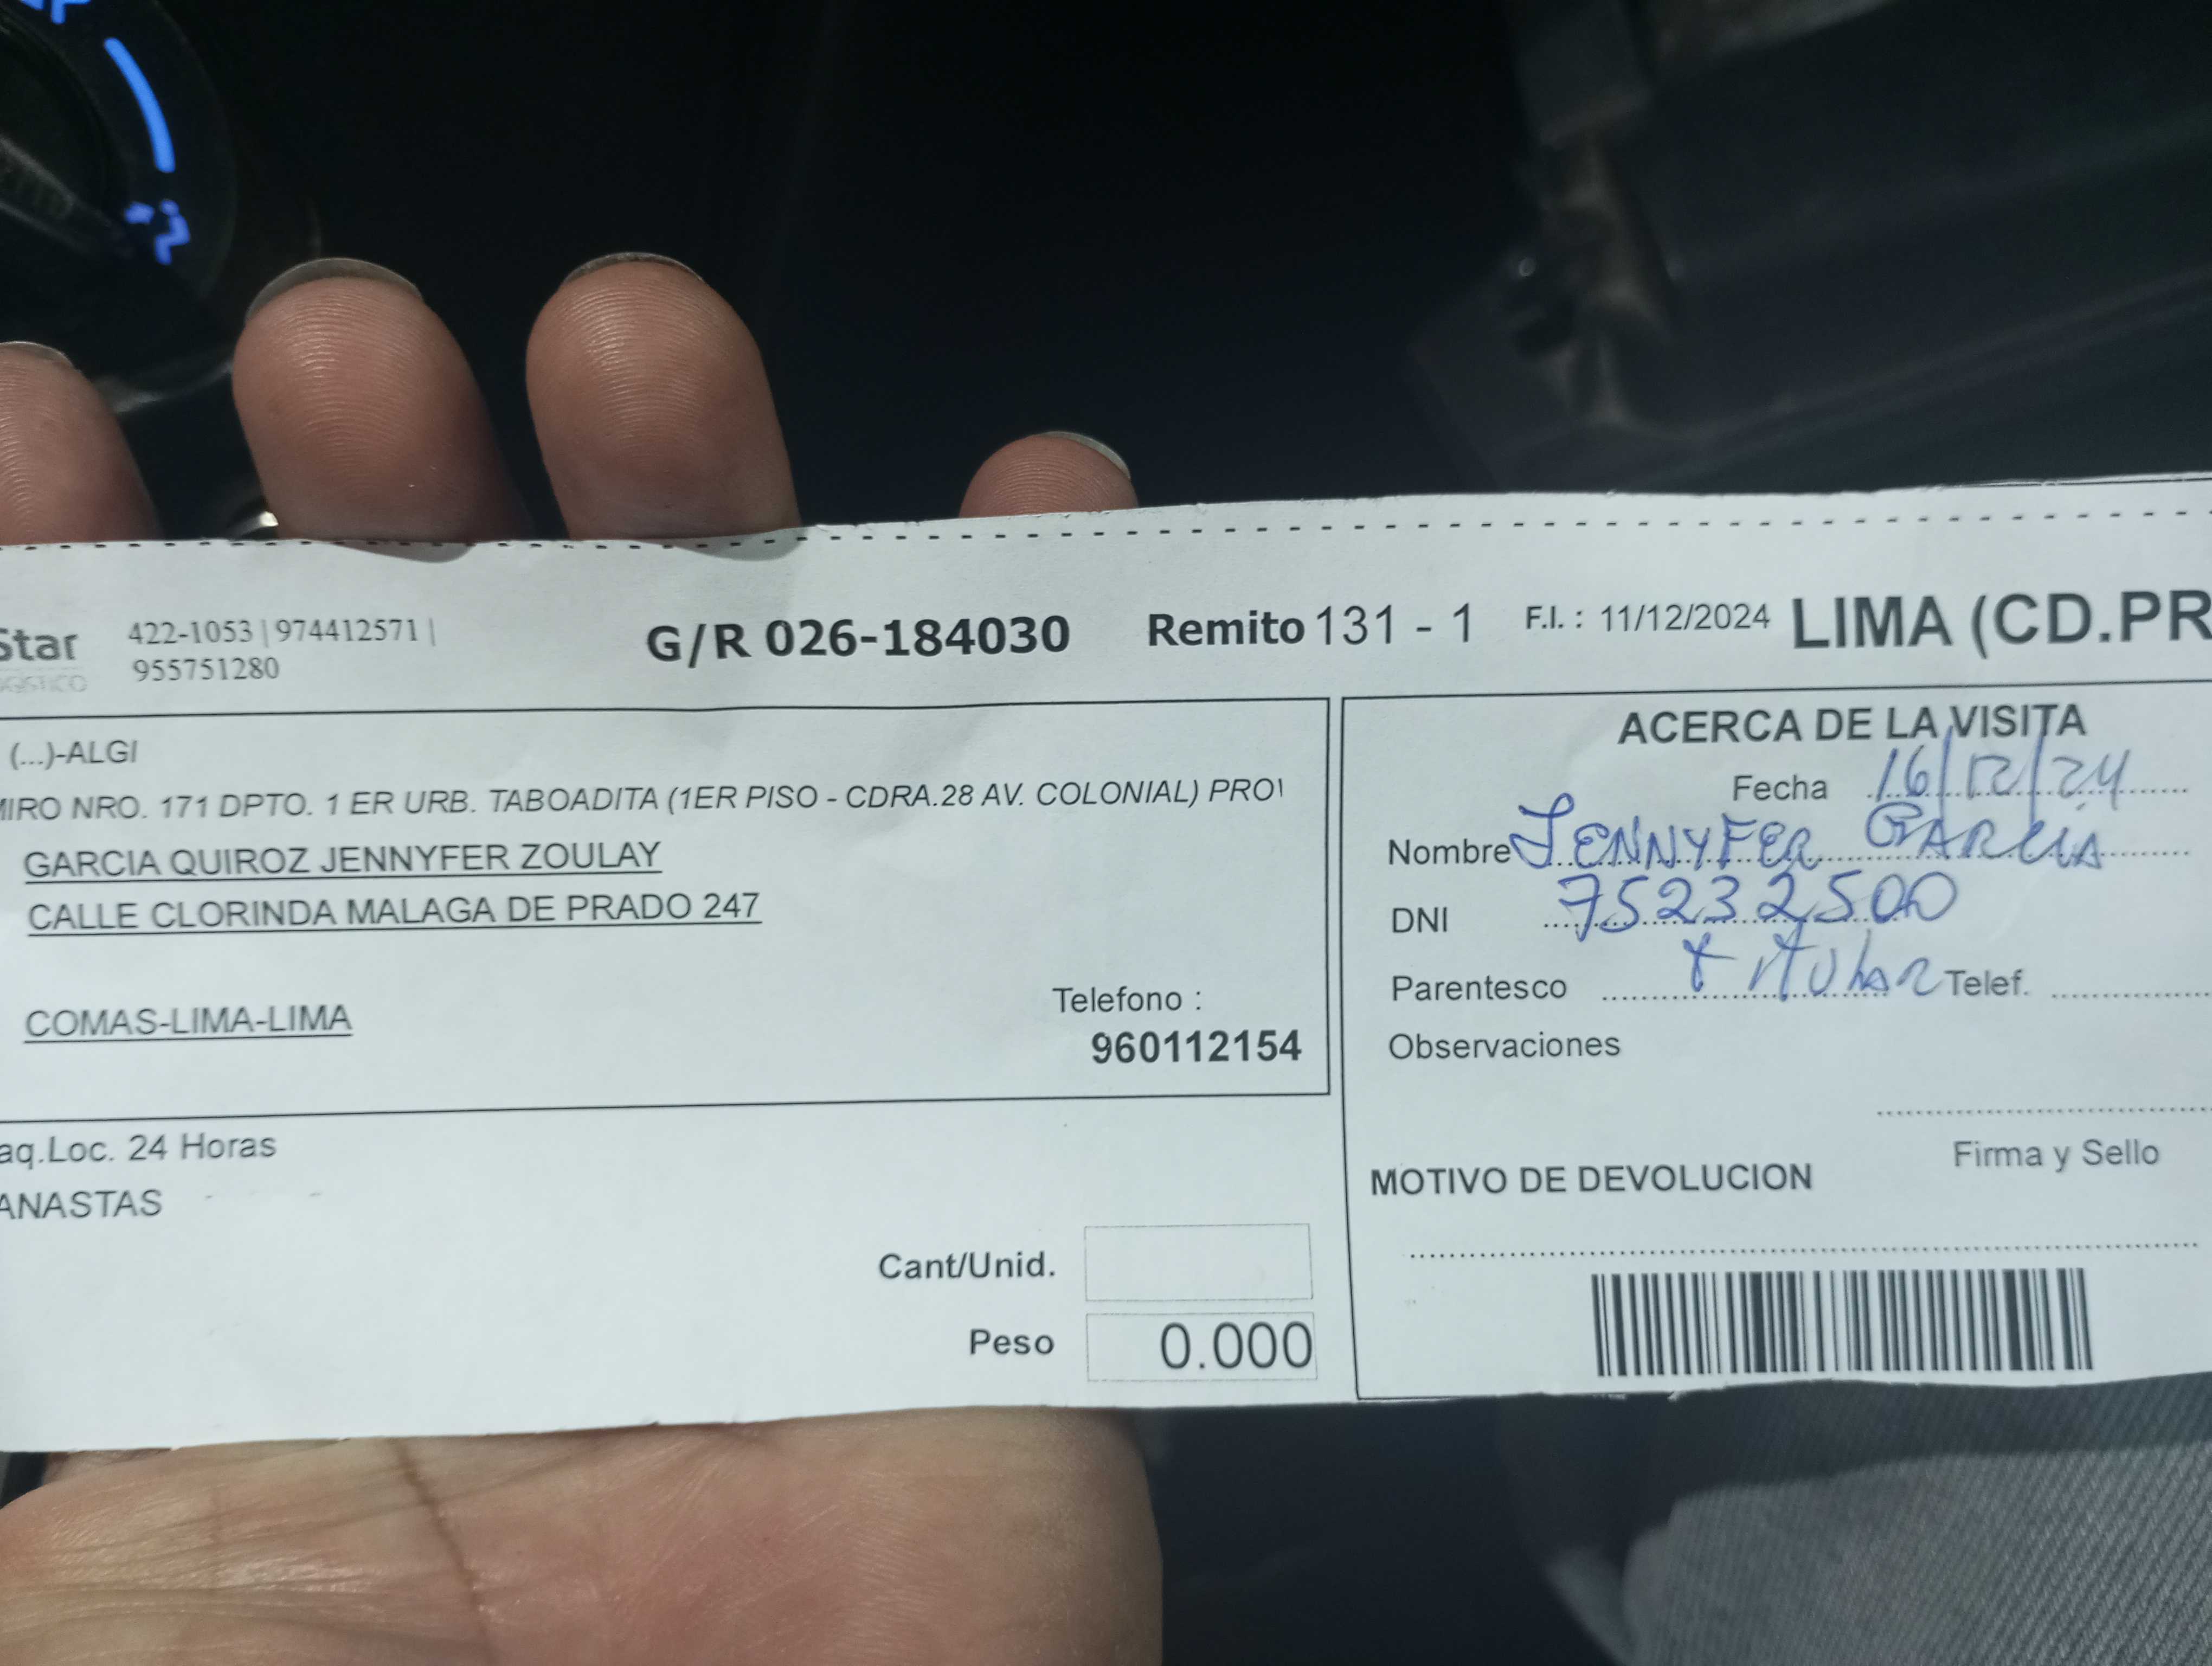 Star 422-1053 | 974412571 | G/R 026-184030 Remito 131 - 1 F.I. : 11/12/2024 LIMA (CD.PR
955751280
(...)-ALGI
MIRO NRO. 171 DPTO. 1 ER URB. TABOADITA (1ER PISO - CDRA.28 AV. COLONIAL) PROV
GARCIA QUIROZ JENNYFER ZOULAY
CALLE CLORINDA MALAGA DE PRADO 247
COMAS-LIMA-LIMA
Telefono :
960112154
aq.Loc. 24 Horas
ANASTAS
Cant/Unid.
Peso 0.000
ACERCA DE LA VISITA
Fecha 16/12/24
Nombre JENNYFER GARCIA
DNI 75232500
Parentesco titular Telef.
Observaciones
Firma y Sello
MOTIVO DE DEVOLUCION